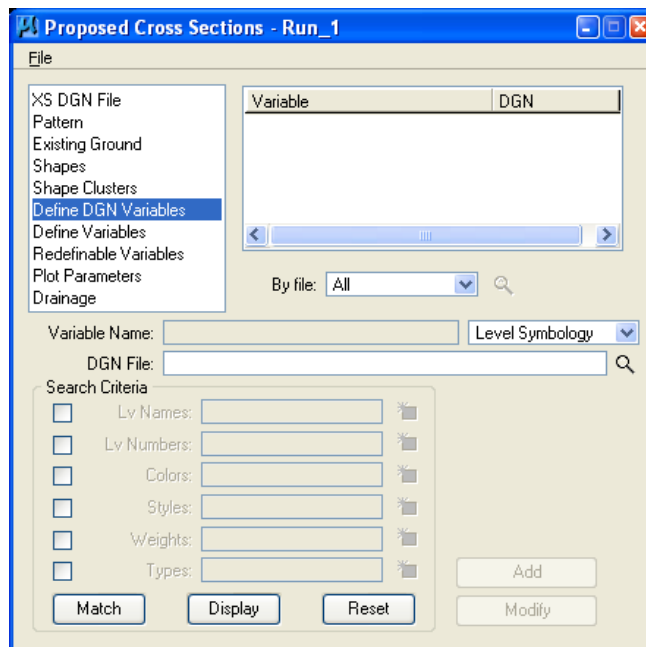 Proposed Cross Sections - Run_1
File
XS DGN File
Pattern
Existing Ground
Shapes
Shape Clusters
Define DGN Variables
Define Variables
Redefinable Variables
Plot Parameters
Drainage
Variable DGN
By file: All
Variable Name: Level Symbology
DGN File:
Search Criteria
Lv Names:
Lv Numbers:
Colors:
Styles:
Weights:
Types:
Add
Match Display Reset Modify